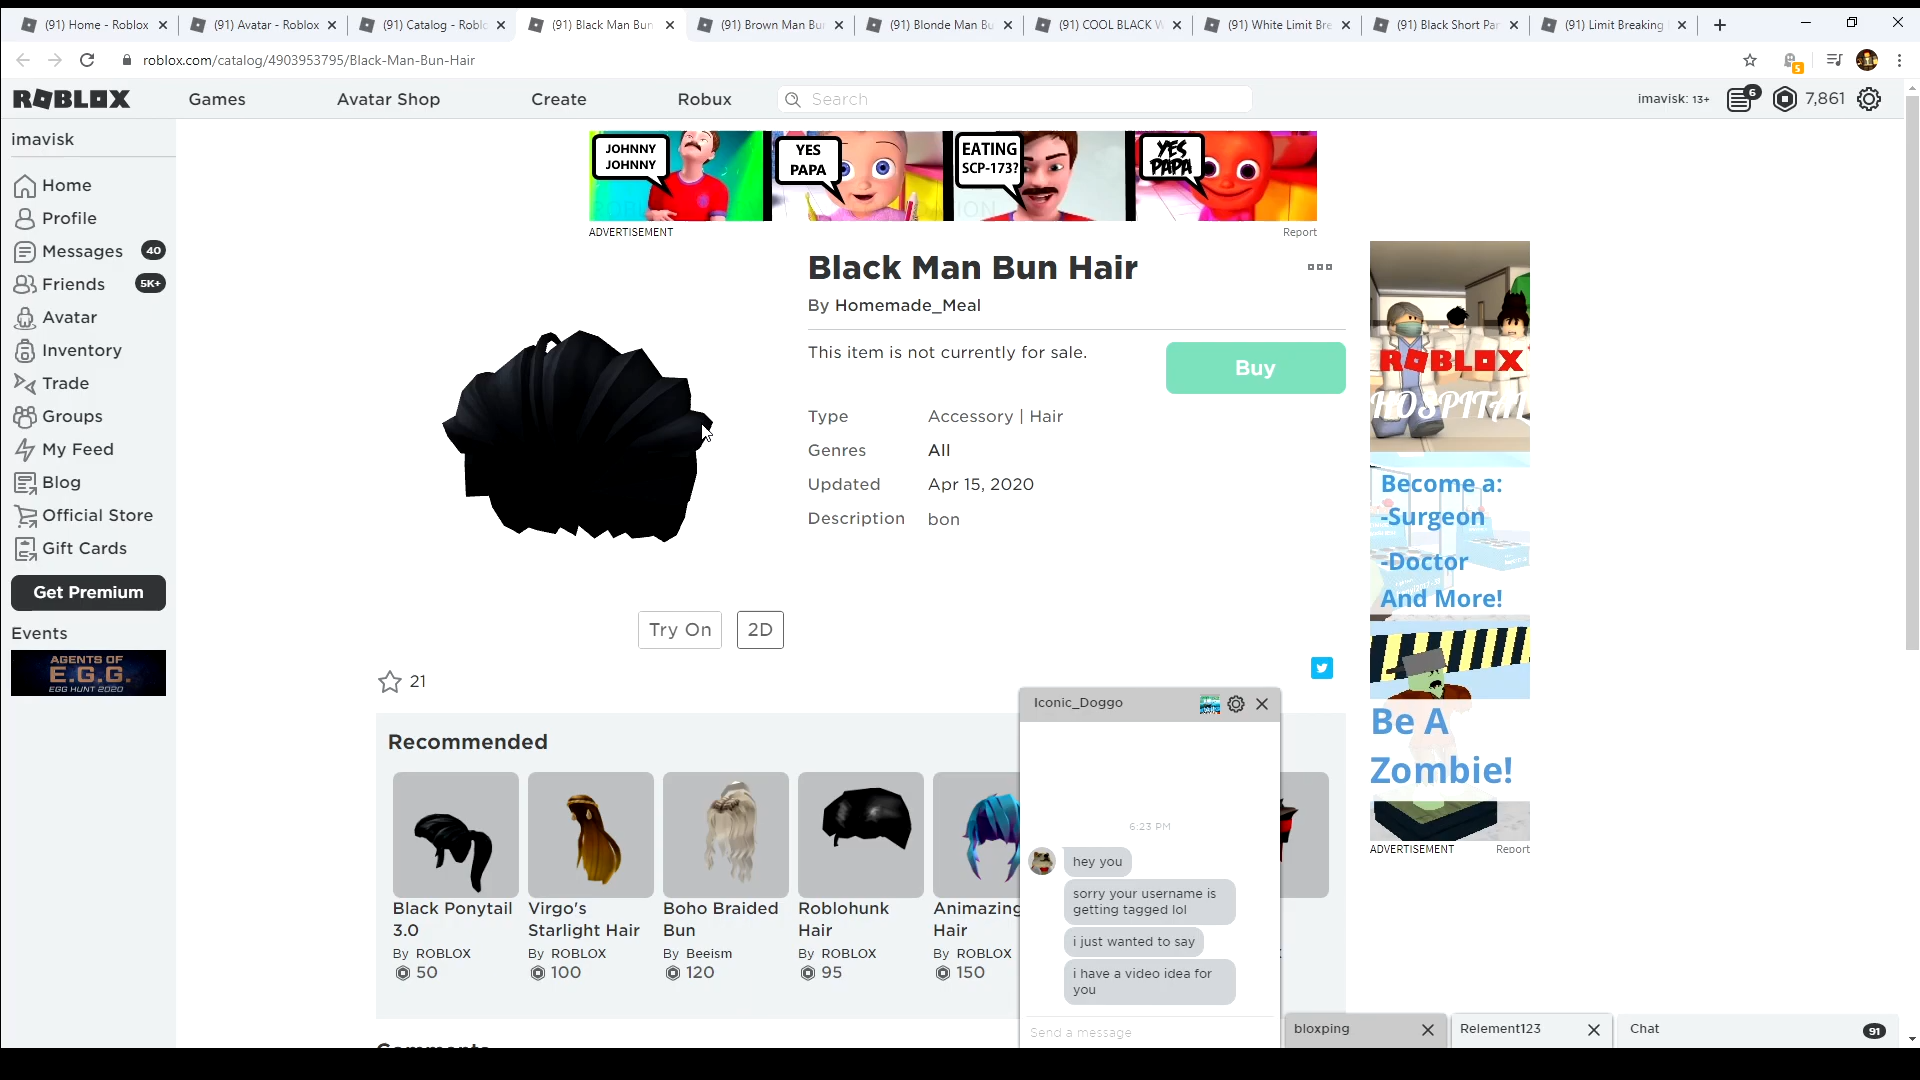 (91) Home - Roblox
(91) Avatar - Roblox
(91) Catalog - Roblo
(91) Black Man Bun
(91) Brown Man Bu
(91) Blonde Man Bu
(91) COOL BLACK W
(91) White Limit Bre
(91) Black Short Par
(91) Limit Breaking
roblox.com/catalog/4903953795/Black-Man-Bun-Hair
5
ROBLOX
Games
Avatar Shop
Create
Robux
Search
imavisk: 13+
6
7,861
imavisk
Home
Profile
Messages
40
Friends
5K+
Avatar
Inventory
Trade
Groups
My Feed
Blog
Official Store
Gift Cards
Get Premium
Events
AGENTS OF
E.G.G.
EGG HUNT 2020
JOHNNY
JOHNNY
YES
PAPA
EATING
SCP-173?
YES
PAPA
ADVERTISEMENT
Report
Black Man Bun Hair
By Homemade_Meal
This item is not currently for sale.
Buy
Type
Accessory | Hair
Genres
All
Updated
Apr 15, 2020
Description
bon
Try On
2D
21
Recommended
Black Ponytail
3.0
By ROBLOX
50
Virgo's
Starlight Hair
By ROBLOX
100
Boho Braided
Bun
By Beeism
120
Roblohunk
Hair
By ROBLOX
95
Animazing
Hair
By ROBLOX
150
Comments
ROBLOX
HOSPITAL
Become a:
-Surgeon
-Doctor
And More!
Be A
Zombie!
ADVERTISEMENT
Report
Iconic_Doggo
6:23 PM
hey you
sorry your username is
getting tagged lol
i just wanted to say
i have a video idea for
you
Send a message
bloxping
Relement123
Chat
91